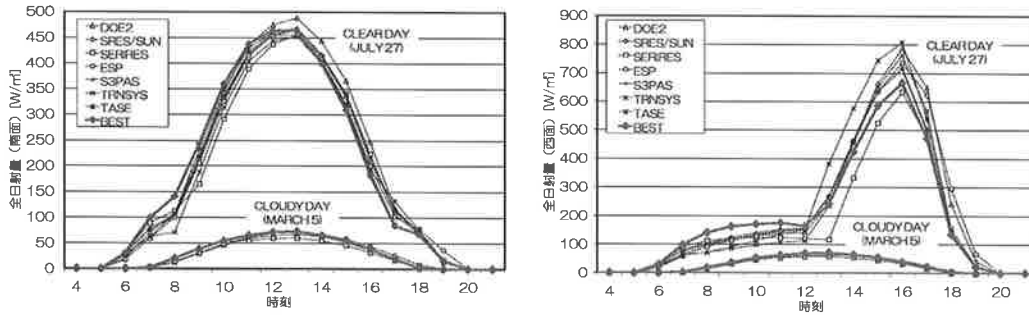 全日射量（南面）[W/㎡]
500
450
400
350
300
250
200
150
100
50
0
DOE2
SRES/SUN
SERIRES
ESP
S3PAS
TRNSYS
TASE
BEST
CLEAR DAY
(JULY 27)
CLOUDY DAY
(MARCH 5)
4 6 8 10 12 14 16 18 20
時刻
全日射量（西面）[W/㎡]
900
800
700
600
500
400
300
200
100
0
DOE2
SRES/SUN
SERIRES
ESP
S3PAS
TRNSYS
TASE
BEST
CLEAR DAY
(JULY 27)
CLOUDY DAY
(MARCH 5)
4 6 8 10 12 14 16 18 20
時刻